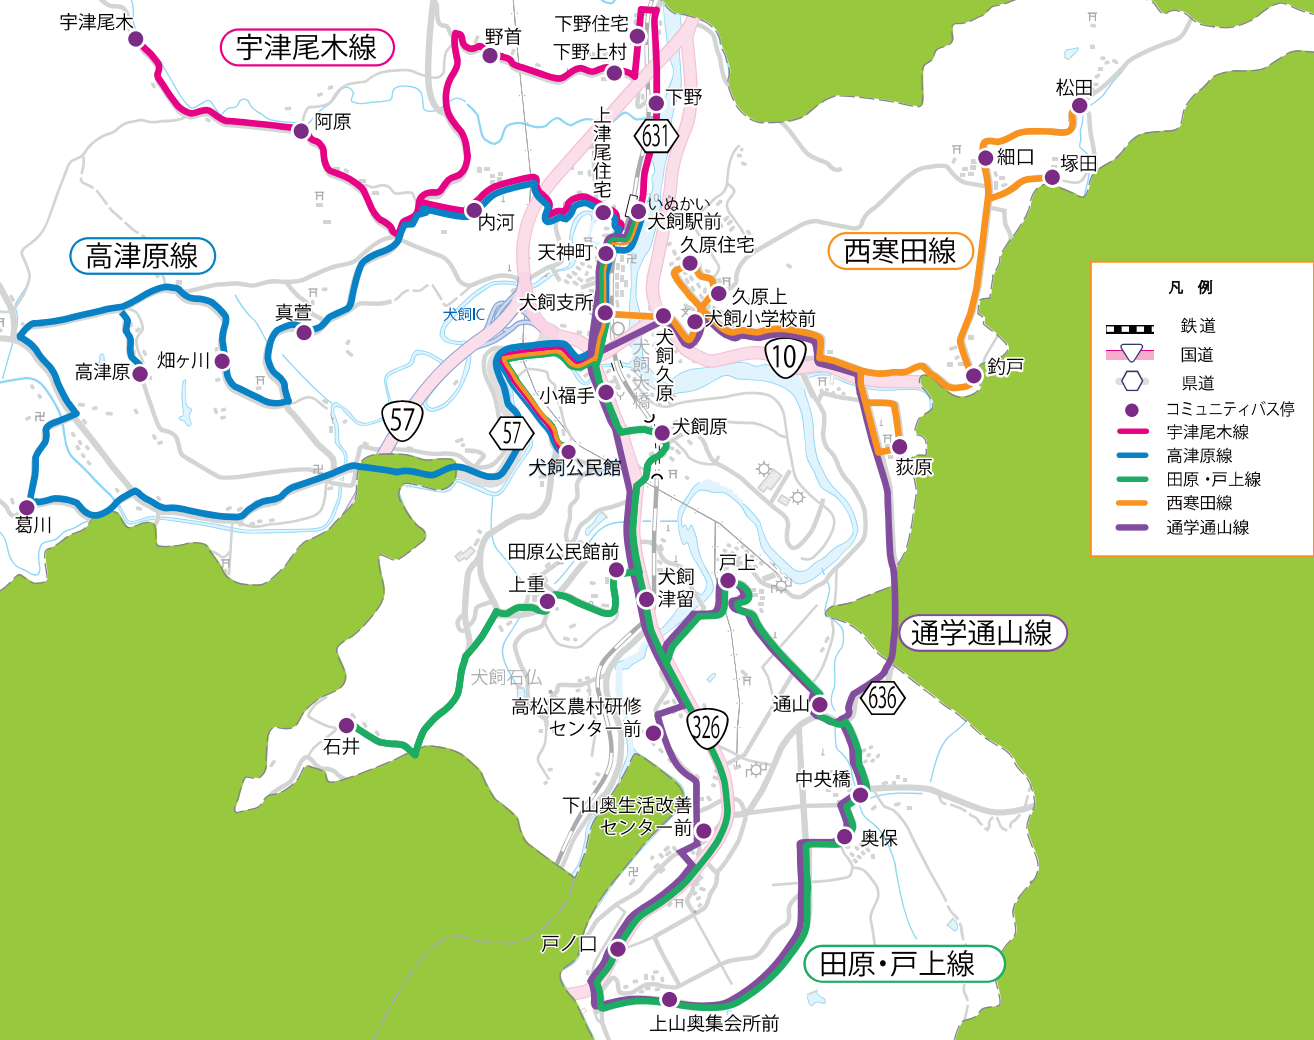 宇津尾木
宇津尾木線
野首
下野住宅
下野上村
下野
阿原
上津尾住宅
631
松田
細口
塚田
内河
いぬかい
犬飼駅前
高津原線
天神町
久原住宅
西寒田線
久原上
犬飼支所
犬飼小学校前
犬飼IC
真萱
犬飼久原
犬飼大橋
10
高津原
畑ヶ川
釣戸
小福手
57
57
犬飼原
犬飼公民館
荻原
葛川
凡例
鉄道
国道
県道
コミュニティバス停
宇津尾木線
高津原線
田原・戸上線
西寒田線
通学通山線
田原公民館前
戸上
上重
犬飼
津留
通学通山線
犬飼石仏
高松区農村研修
センター前
通山
636
326
石井
中央橋
下山奥生活改善
センター前
奥保
戸ノ口
田原・戸上線
上山奥集会所前